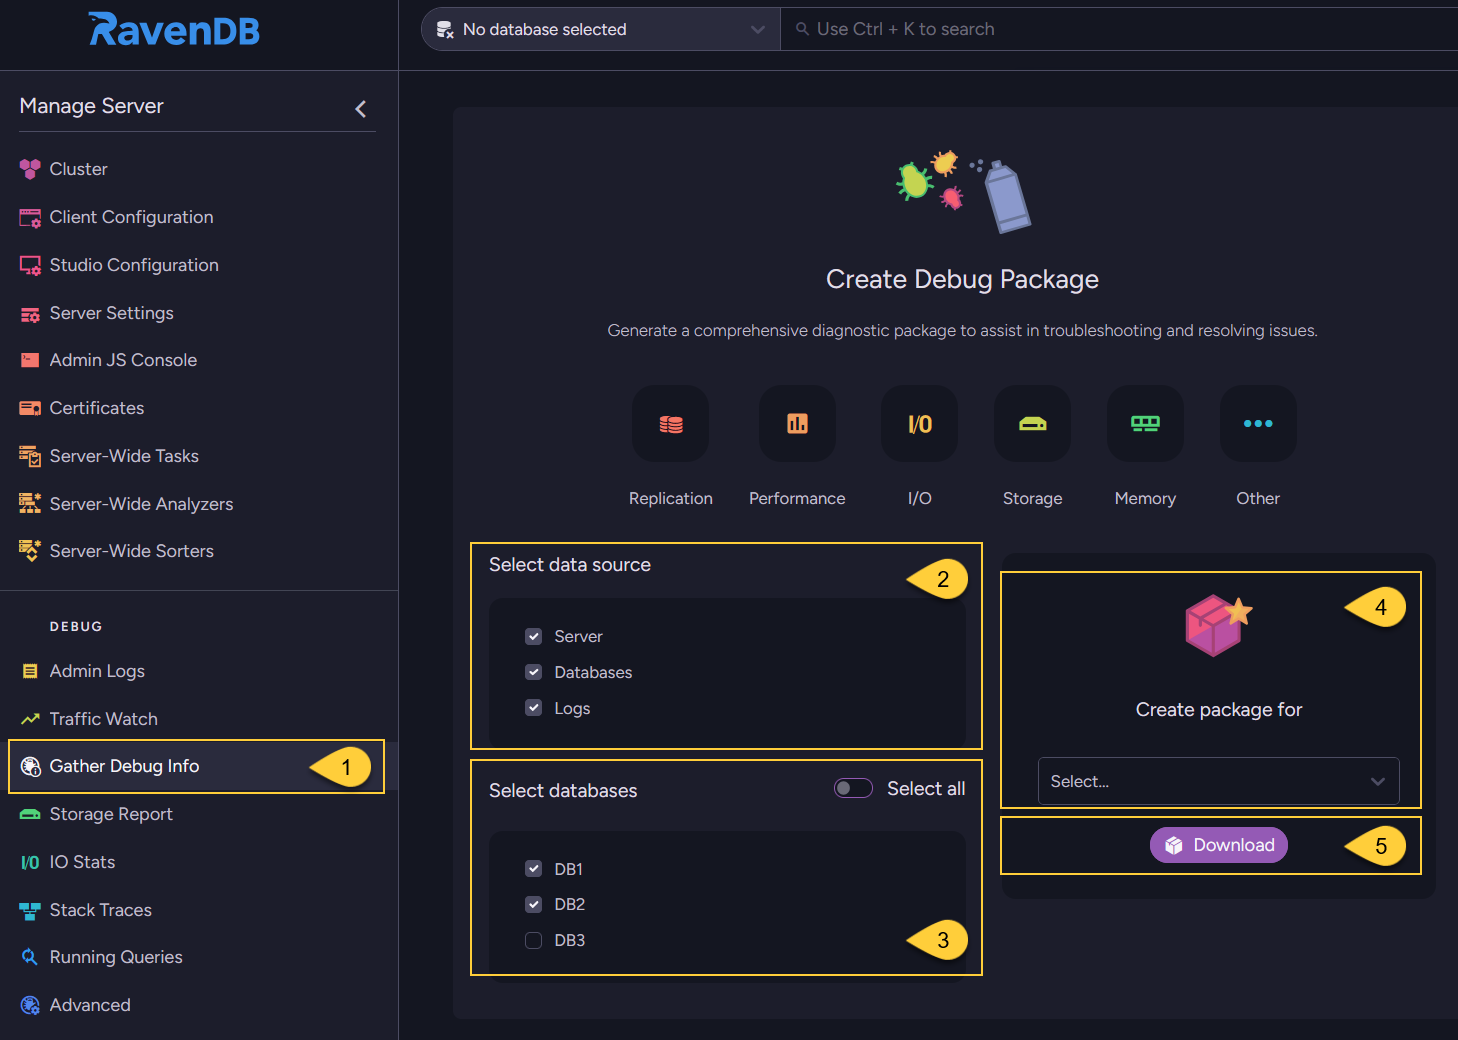 RavenDB
No database selected
Use Ctrl + K to search
Manage Server
Cluster
Client Configuration
Studio Configuration
Server Settings
Admin JS Console
Certificates
Server-Wide Tasks
Server-Wide Analyzers
Server-Wide Sorters
DEBUG
Admin Logs
Traffic Watch
Gather Debug Info
1
Storage Report
I/O IO Stats
Stack Traces
Running Queries
Advanced
Create Debug Package
Generate a comprehensive diagnostic package to assist in troubleshooting and resolving issues.
I/O
Replication Performance I/O Storage Memory Other
Select data source
2
Server
Databases
Logs
Select databases
Select all
DB1
DB2
DB3
3
4
Create package for
Select...
Download
5